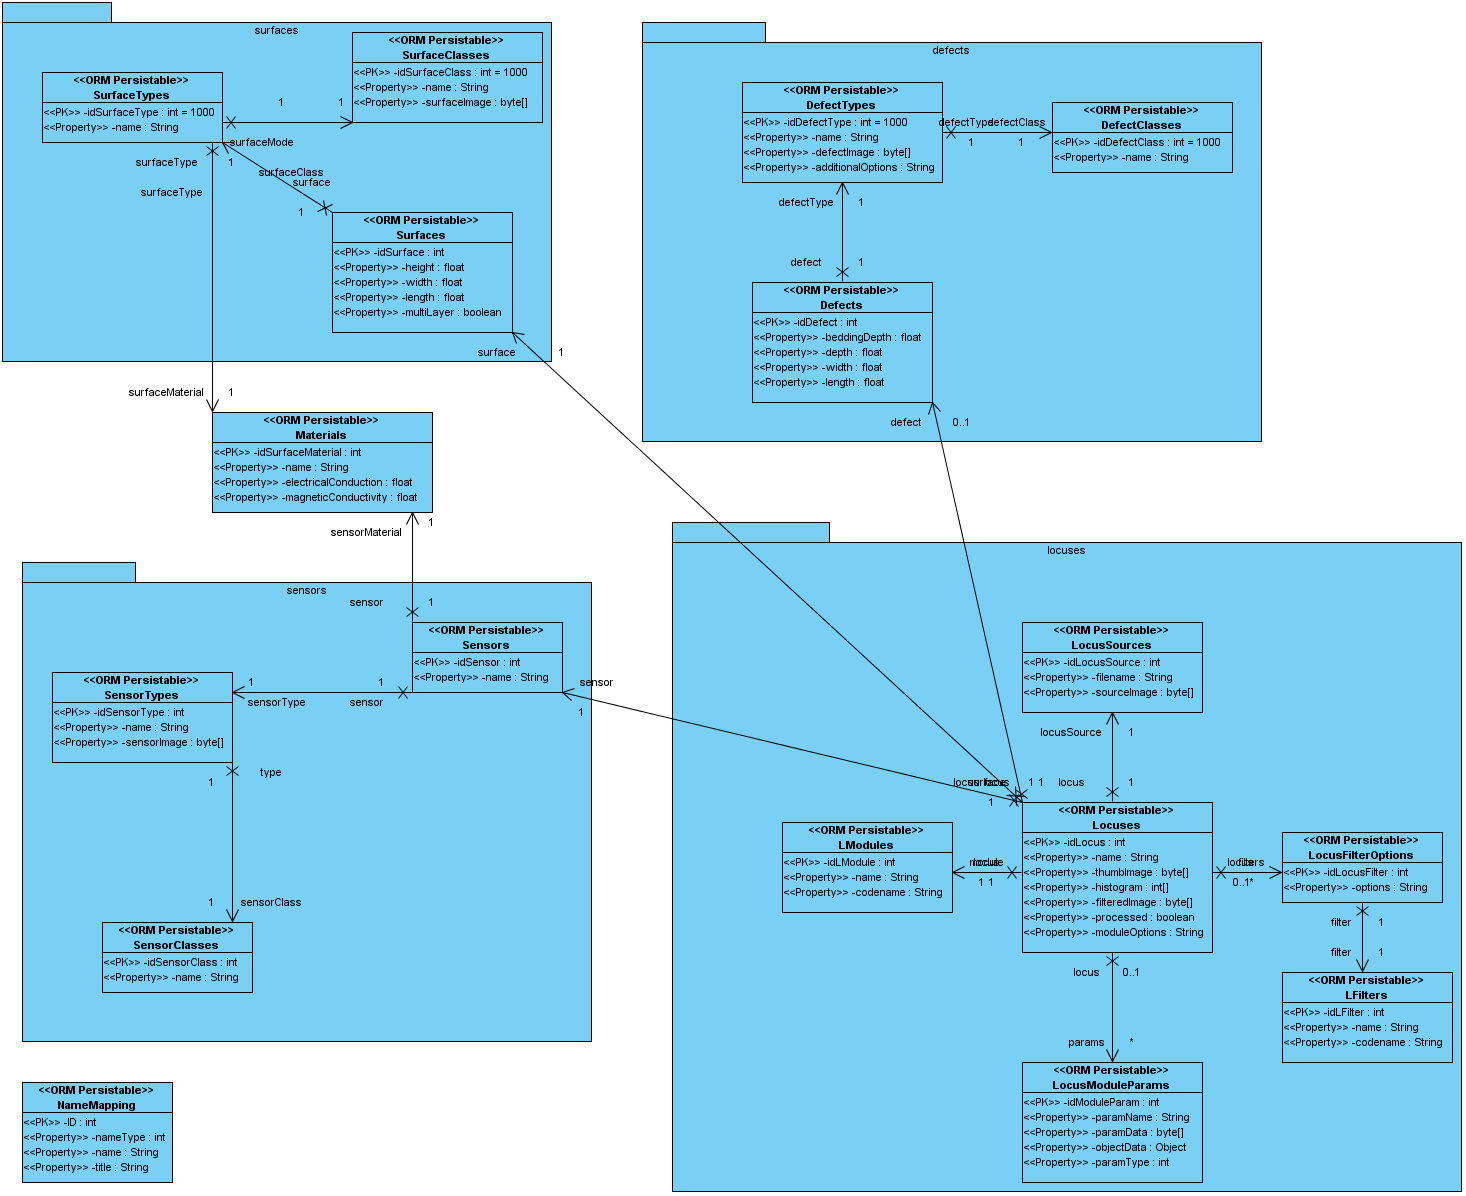 surfaces
<<ORM Persistable>>
SurfaceClasses
<<PK>> -idSurfaceClass : int = 1000
<<Property>> -name : String
<<Property>> -surfaceImage : byte[]
<<ORM Persistable>>
SurfaceTypes
<<PK>> -idSurfaceType : int = 1000
<<Property>> -name : String
1
1
surfaceMode
surfaceType
1
surfaceClass
surface
surfaceType
1
<<ORM Persistable>>
Surfaces
<<PK>> -idSurface : int
<<Property>> -height : float
<<Property>> -width : float
<<Property>> -length : float
<<Property>> -multiLayer : boolean
surface
1
surfaceMaterial
1
<<ORM Persistable>>
Materials
<<PK>> -idSurfaceMaterial : int
<<Property>> -name : String
<<Property>> -electricalConduction : float
<<Property>> -magneticConductivity : float
sensorMaterial
1
defects
<<ORM Persistable>>
DefectTypes
<<PK>> -idDefectType : int = 1000
<<Property>> -name : String
<<Property>> -defectImage : byte[]
<<Property>> -additionalOptions : String
defectType
defectClass
1
1
<<ORM Persistable>>
DefectClasses
<<PK>> -idDefectClass : int = 1000
<<Property>> -name : String
defectType
1
defect
1
<<ORM Persistable>>
Defects
<<PK>> -idDefect : int
<<Property>> -beddingDepth : float
<<Property>> -depth : float
<<Property>> -width : float
<<Property>> -length : float
defect
0..1
sensors
sensor
1
<<ORM Persistable>>
Sensors
<<PK>> -idSensor : int
<<Property>> -name : String
sensor
1
1
1
sensorType
sensor
<<ORM Persistable>>
SensorTypes
<<PK>> -idSensorType : int
<<Property>> -name : String
<<Property>> -sensorImage : byte[]
1
type
1
sensorClass
<<ORM Persistable>>
SensorClasses
<<PK>> -idSensorClass : int
<<Property>> -name : String
<<ORM Persistable>>
NameMapping
<<PK>> -ID : int
<<Property>> -nameType : int
<<Property>> -name : String
<<Property>> -title : String
locuses
<<ORM Persistable>>
LocusSources
<<PK>> -idLocusSource : int
<<Property>> -filename : String
<<Property>> -sourceImage : byte[]
locusSource
1
locus
1
1 1
1
<<ORM Persistable>>
Locuses
<<PK>> -idLocus : int
<<Property>> -name : String
<<Property>> -thumbImage : byte[]
<<Property>> -histogram : int[]
<<Property>> -filteredImage : byte[]
<<Property>> -processed : boolean
<<Property>> -moduleOptions : String
<<ORM Persistable>>
LModules
<<PK>> -idLModule : int
<<Property>> -name : String
<<Property>> -codename : String
1 1
0..1*
<<ORM Persistable>>
LocusFilterOptions
<<PK>> -idLocusFilter : int
<<Property>> -options : String
filter
1
filter
1
<<ORM Persistable>>
LFilters
<<PK>> -idLFilter : int
<<Property>> -name : String
<<Property>> -codename : String
locus
0..1
params
*
<<ORM Persistable>>
LocusModuleParams
<<PK>> -idModuleParam : int
<<Property>> -paramName : String
<<Property>> -paramData : byte[]
<<Property>> -objectData : Object
<<Property>> -paramType : int